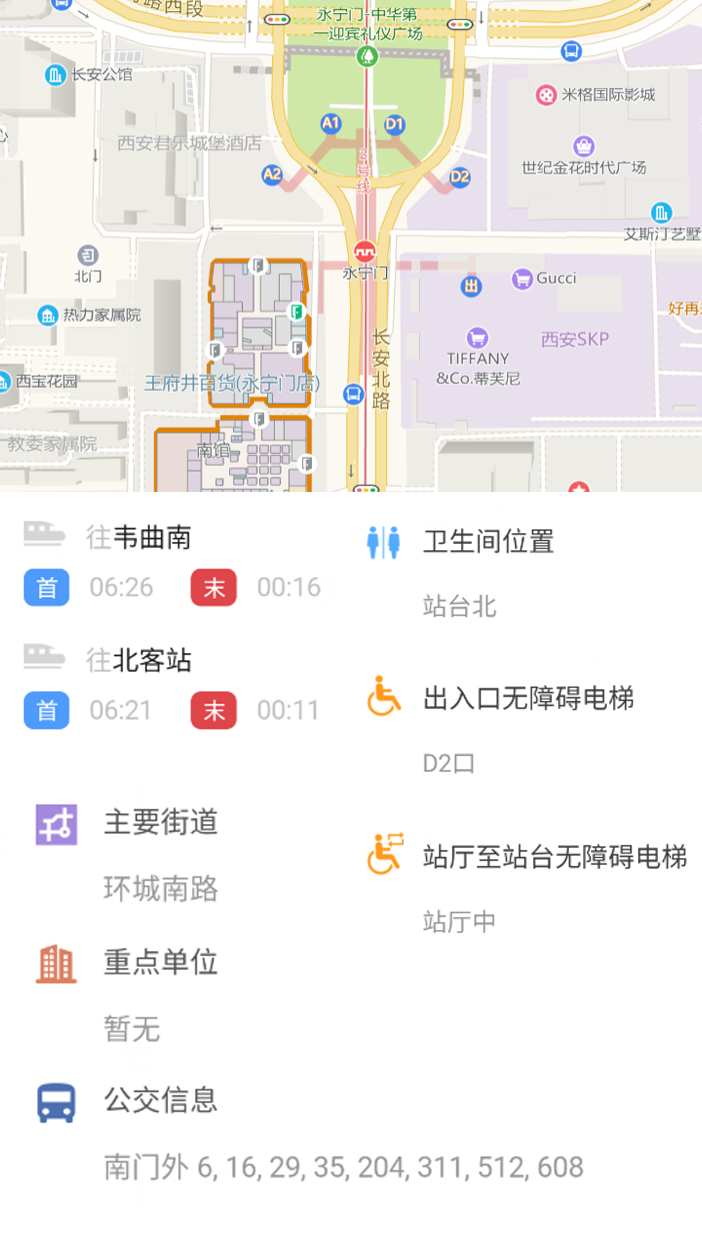 路西段
永宁门-中华第
一迎宾礼仪广场
长安公馆
米格国际影城
A1
D1
西安君乐城堡酒店
2号线
世纪金花时代广场
A2
D2
艾斯汀艺墅
北门
永宁门
Gucci
热力家属院
好再
长安北路
西安SKP
TIFFANY
&Co.蒂芙尼
西宝花园
王府井百货(永宁门店)
教委家属院
南馆
往韦曲南
首 06:26 末 00:16
往北客站
首 06:21 末 00:11
主要街道
环城南路
重点单位
暂无
公交信息
南门外 6, 16, 29, 35, 204, 311, 512, 608
卫生间位置
站台北
出入口无障碍电梯
D2口
站厅至站台无障碍电梯
站厅中